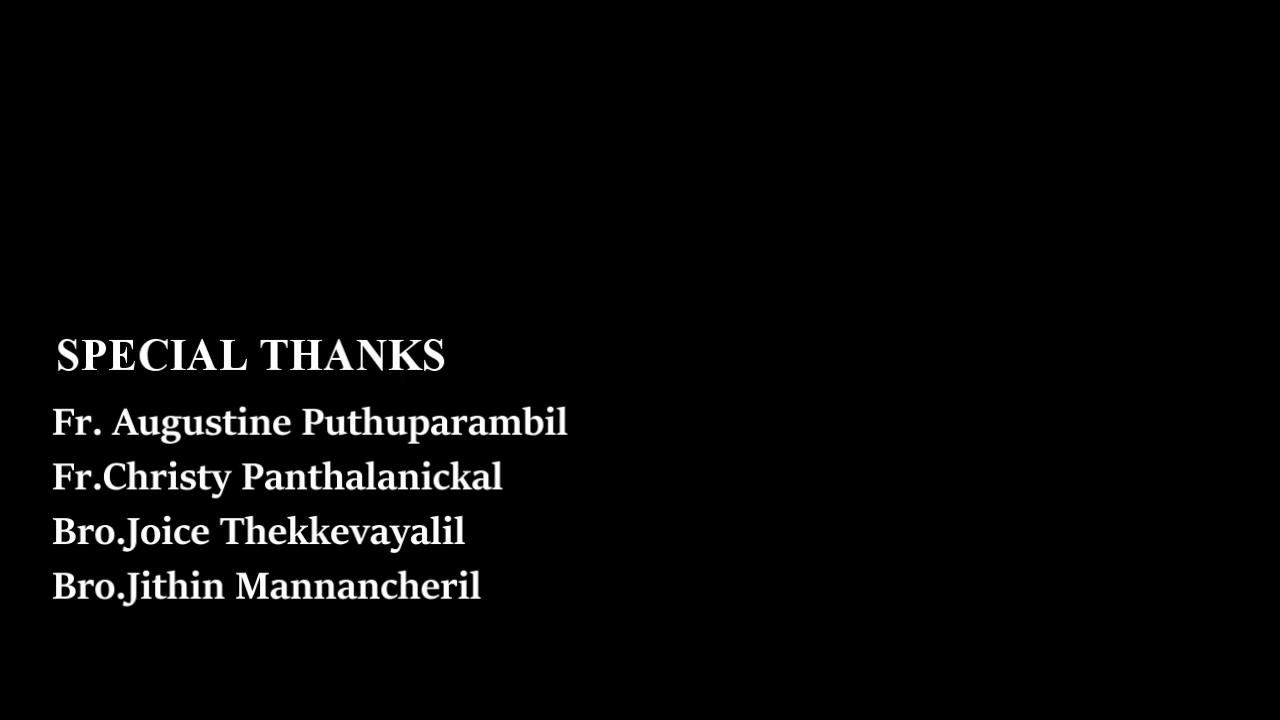 SPECIAL THANKS
Fr. Augustine Puthuparambil
Fr.Christy Panthalanickal
Bro.Joice Thekkevayalil
Bro.Jithin Mannancheril